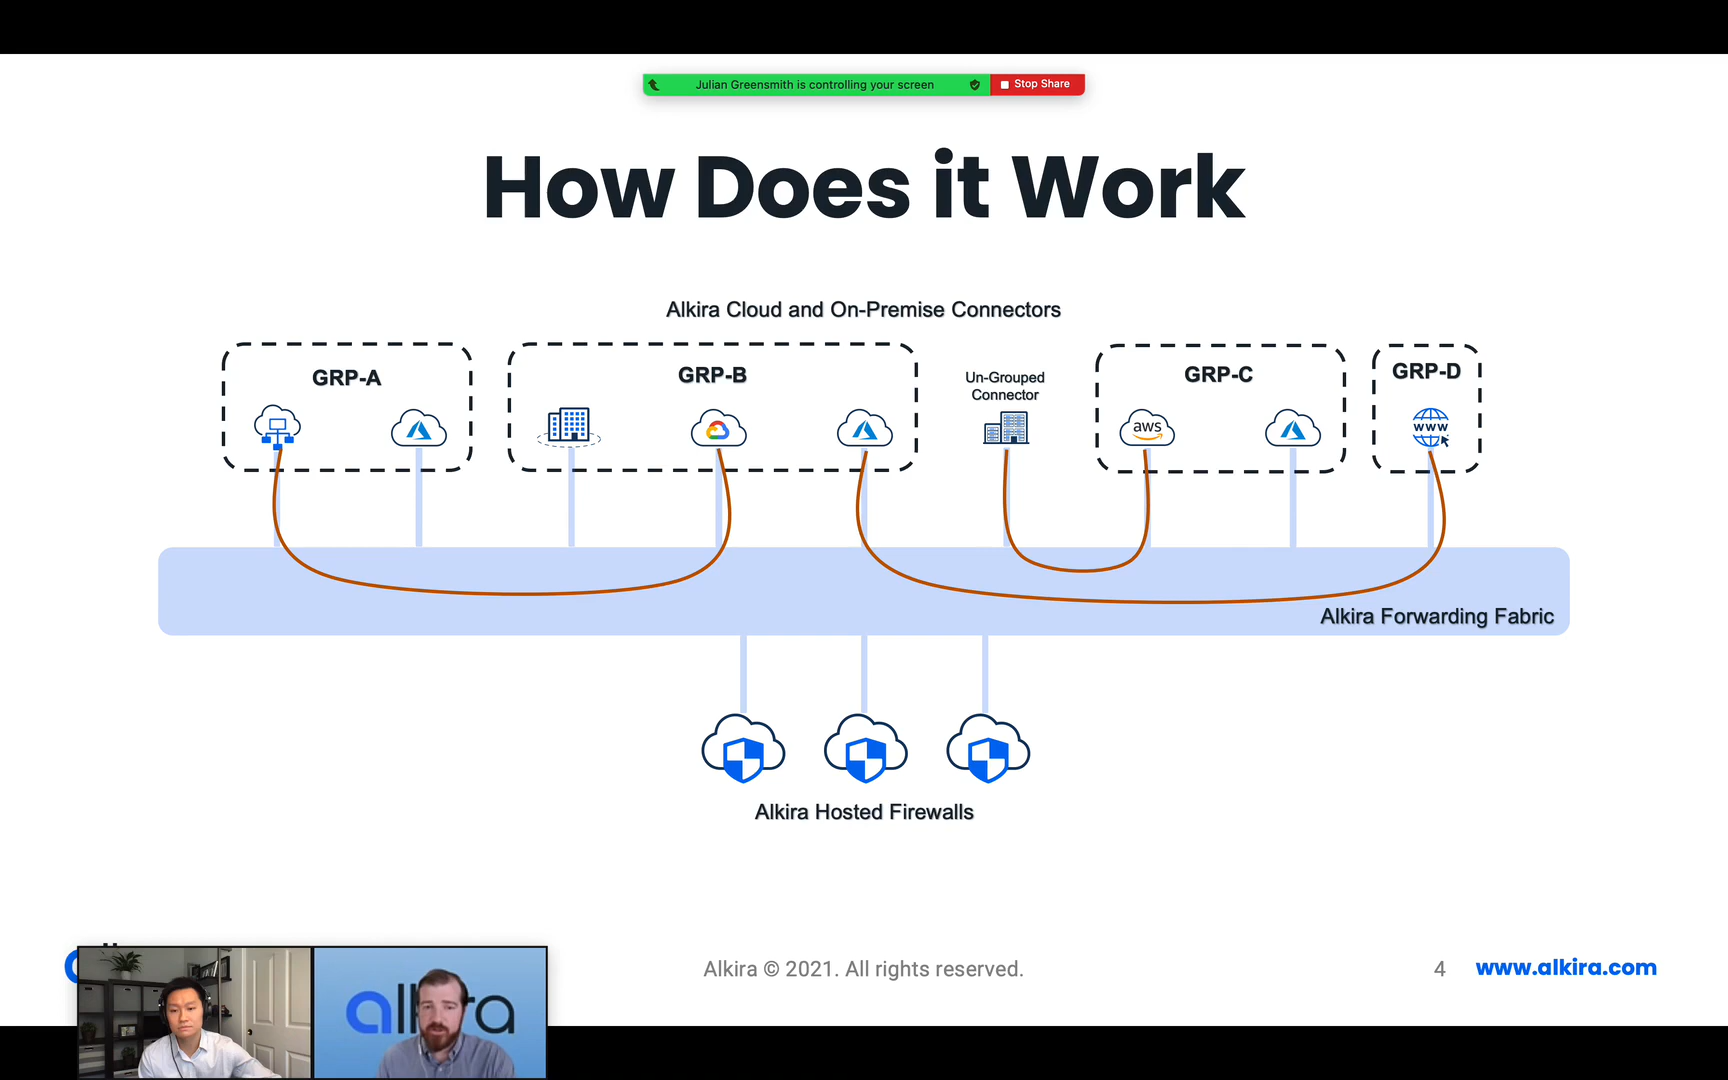 Julian Greensmith is controlling your screen
Stop Share
How Does it Work
Alkira Cloud and On-Premise Connectors
GRP-A
GRP-B
Un-Grouped
Connector
GRP-C
GRP-D
aws
www
Alkira Forwarding Fabric
Alkira Hosted Firewalls
Alkira © 2021. All rights reserved.
4
www.alkira.com
alkira